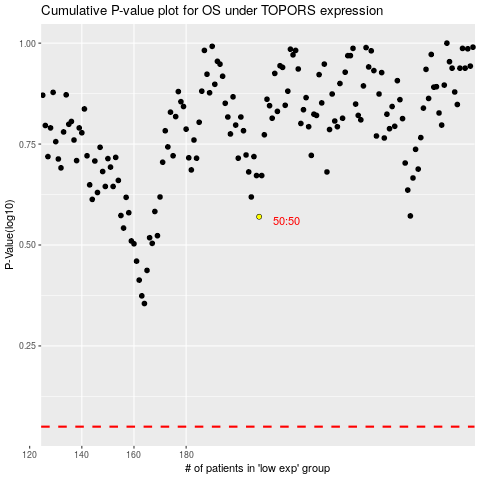 Cumulative P-value plot for OS under TOPORS expression
P-Value(log10)
1.00
0.75
0.50
0.25
50:50
120 140 160 180
# of patients in 'low exp' group